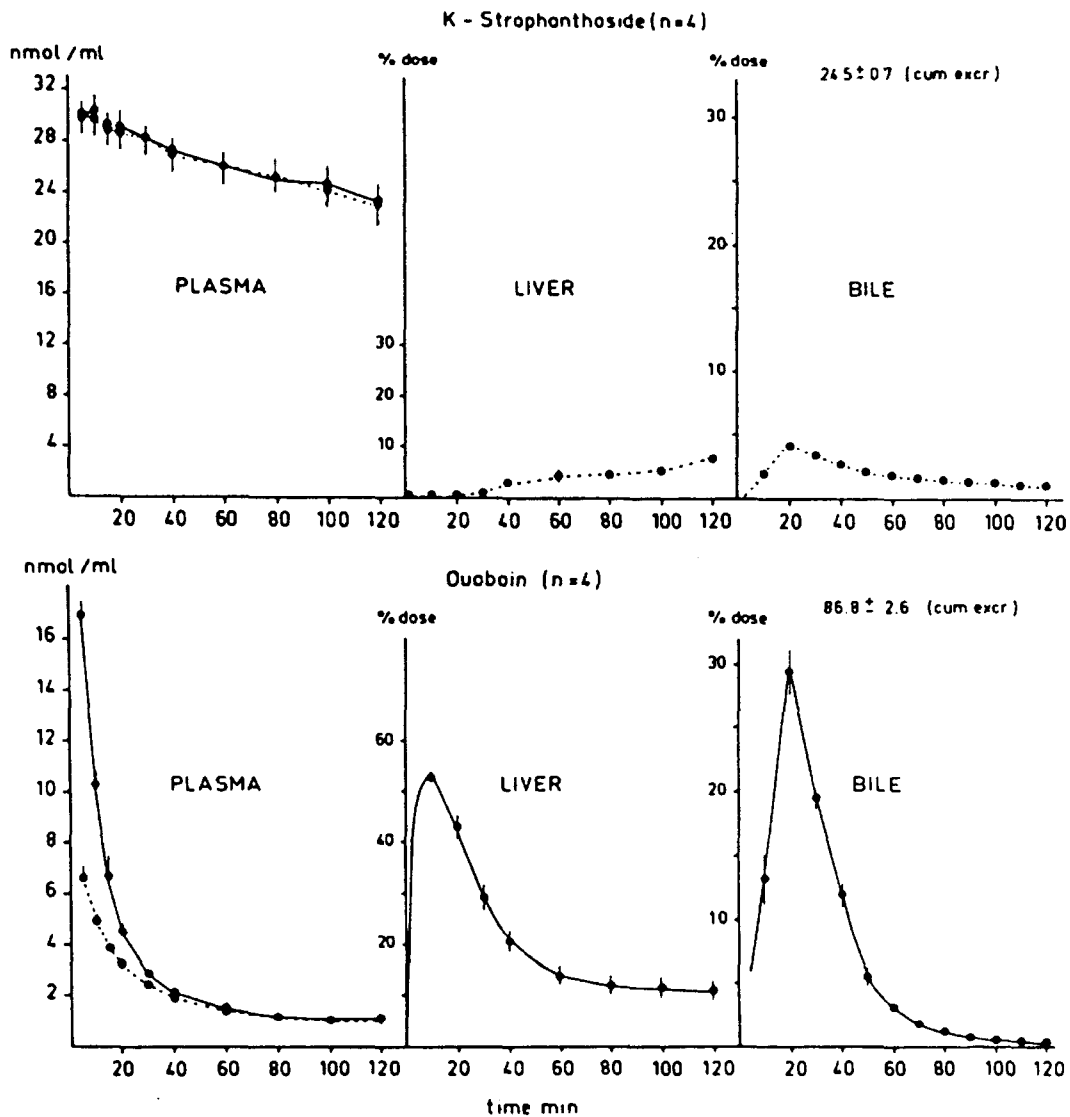 K - Strophanthoside (n=4)
nmol /ml
% dose
% dose
24.5 ± 0.7 (cum excr)
32
28
24
20
16
12
8
4
30
20
10
30
20
10
PLASMA
LIVER
BILE
20 40 60 80 100 120
20 40 60 80 100 120
20 40 60 80 100 120
nmol /ml
Ouabain (n=4)
% dose
% dose
86.8 ± 2.6 (cum excr)
16
14
12
10
8
6
4
2
60
40
20
30
20
10
PLASMA
LIVER
BILE
20 40 60 80 100 120
20 40 60 80 100 120
20 40 60 80 100 120
time min